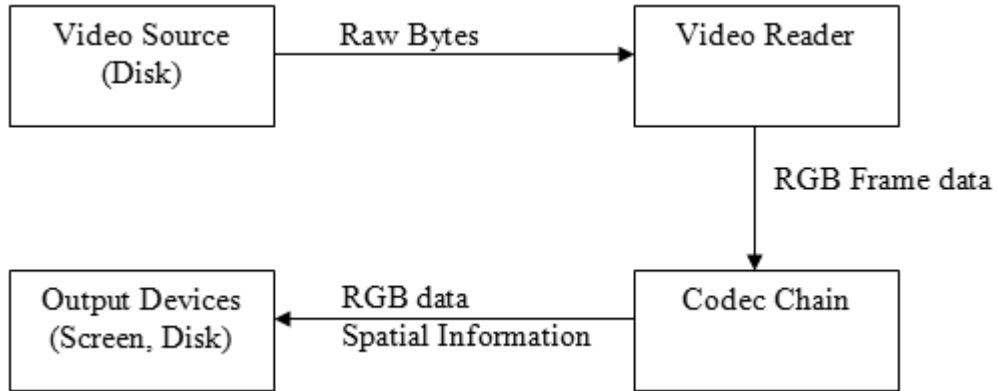 Video Source
(Disk)
Raw Bytes
Video Reader
RGB Frame data
Output Devices
(Screen, Disk)
RGB data
Spatial Information
Codec Chain